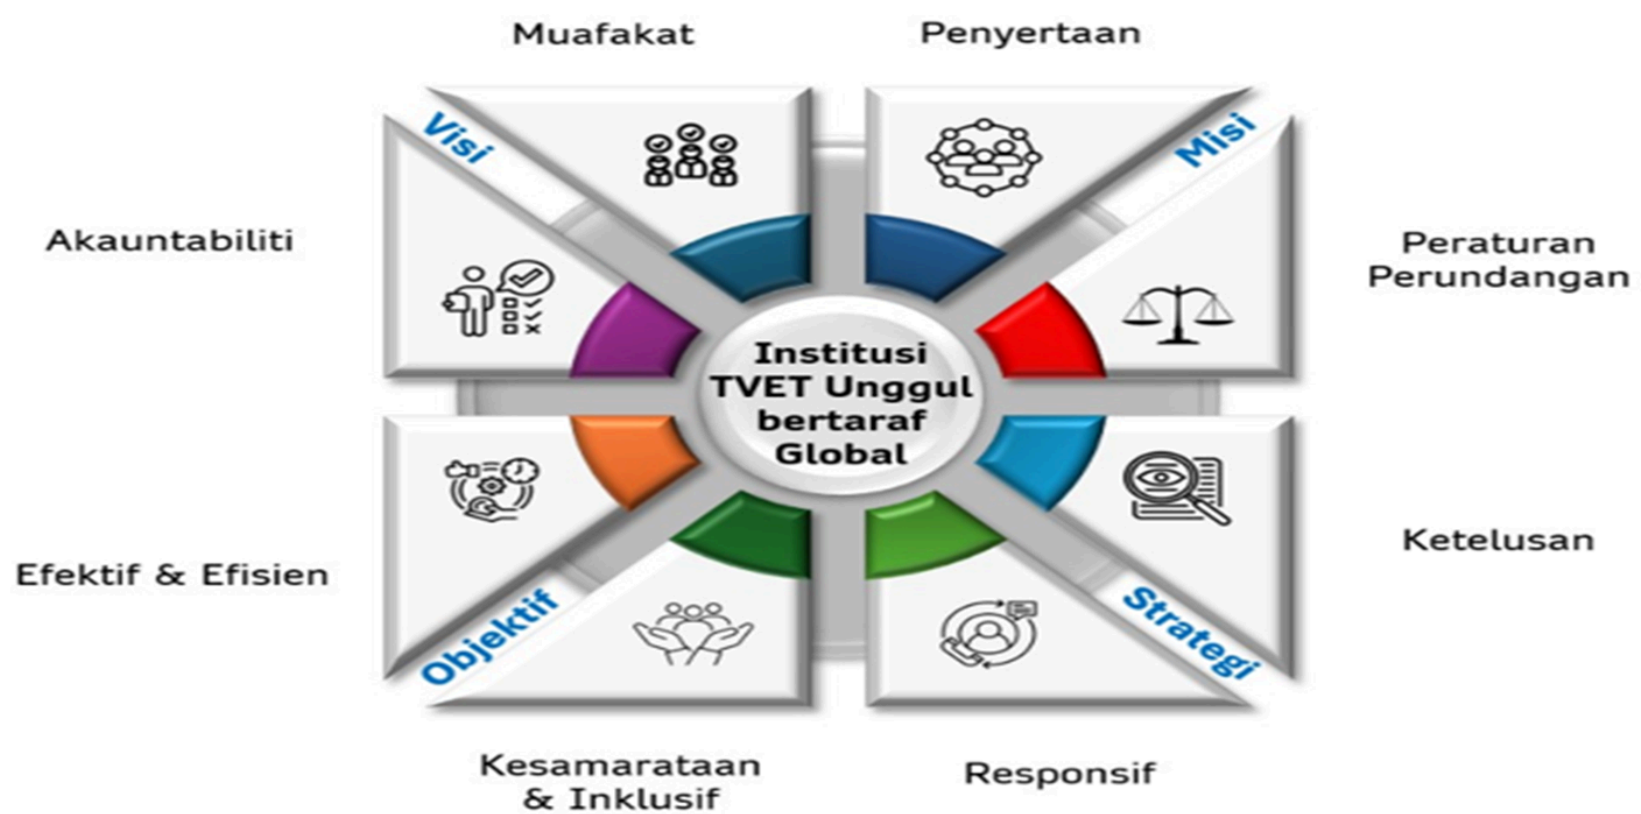 Muafakat
Penyertaan
Visi
Misi
Akauntabiliti
Peraturan
Perundangan
Institusi
TVET Unggul
bertaraf
Global
Efektif & Efisien
Ketelusan
Objektif
Strategi
Kesamarataan
& Inklusif
Responsif